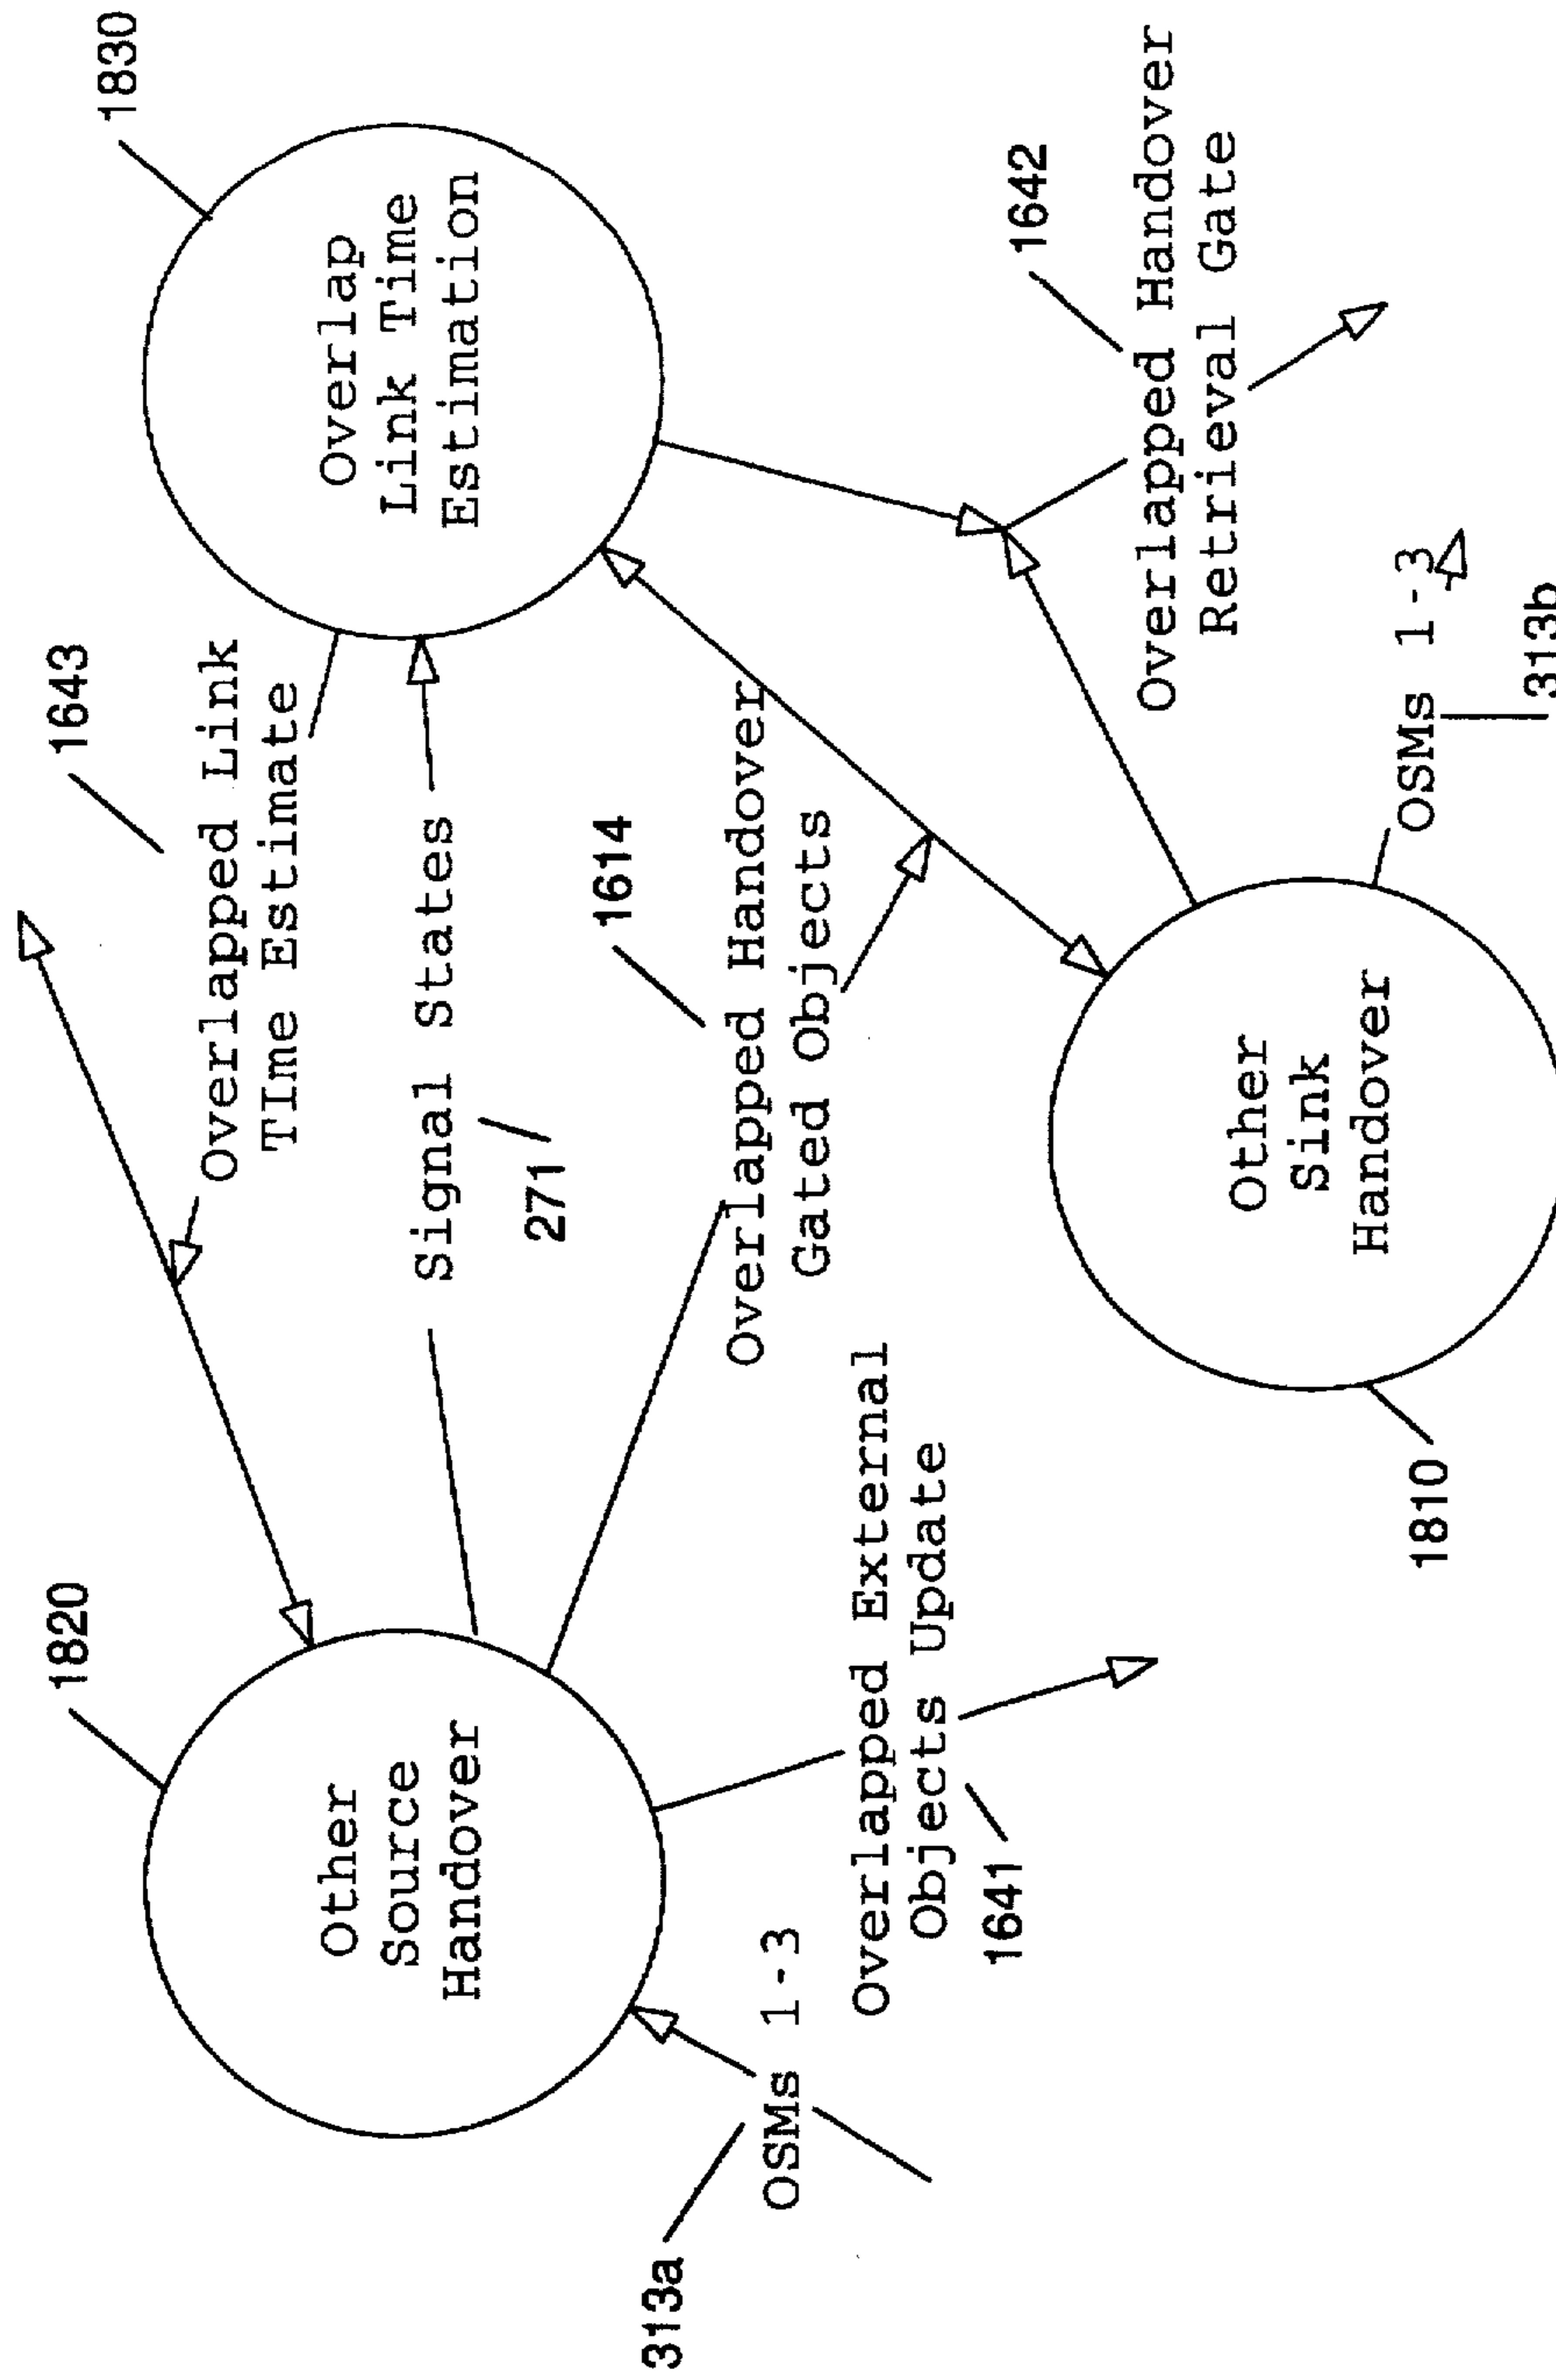 1820
Other
Source
Handover
313a
OSMs 1-3
Overlapped External
Objects Update
1641
1643
Overlapped Link
TIme Estimate
Signal States
271
1614
Overlapped Handover
Gated Objects
1830
Overlap
Link Time
Estimation
1642
Overlapped Handover
Retrieval Gate
Other
Sink
Handover
1810
OSMs 1-3
313b